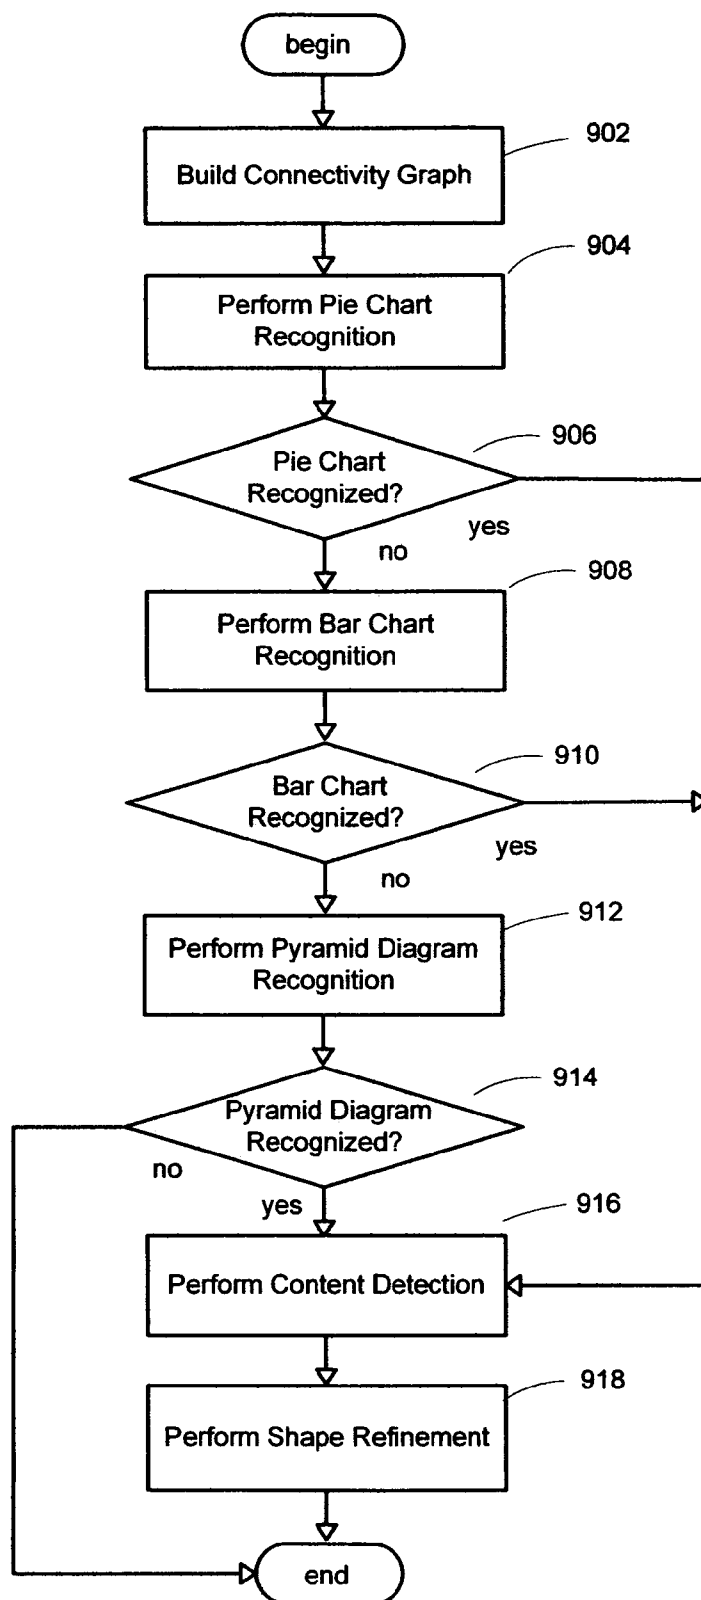 begin
902
Build Connectivity Graph
904
Perform Pie Chart
Recognition
906
Pie Chart
Recognized?
yes
no
908
Perform Bar Chart
Recognition
910
Bar Chart
Recognized?
yes
no
912
Perform Pyramid Diagram
Recognition
914
Pyramid Diagram
Recognized?
no
yes
916
Perform Content Detection
918
Perform Shape Refinement
end